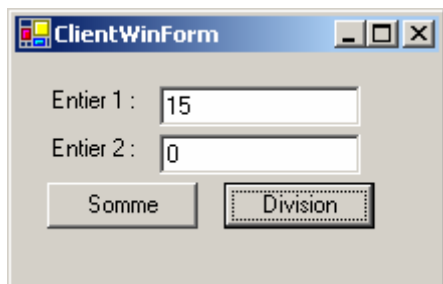 ClientWinForm
Entier 1 : 15
Entier 2 : 0
Somme Division